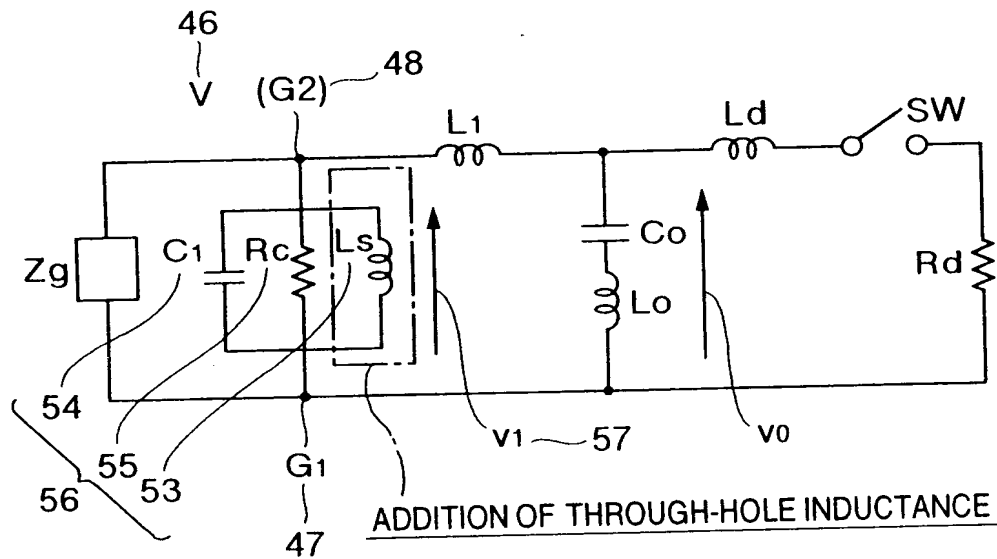 46
V
(G2)
48
L1
Ld
SW
Zg
C1
Rc
Ls
Co
Lo
Rd
54
55
53
56
G1
47
v1
57
v0
ADDITION OF THROUGH-HOLE INDUCTANCE